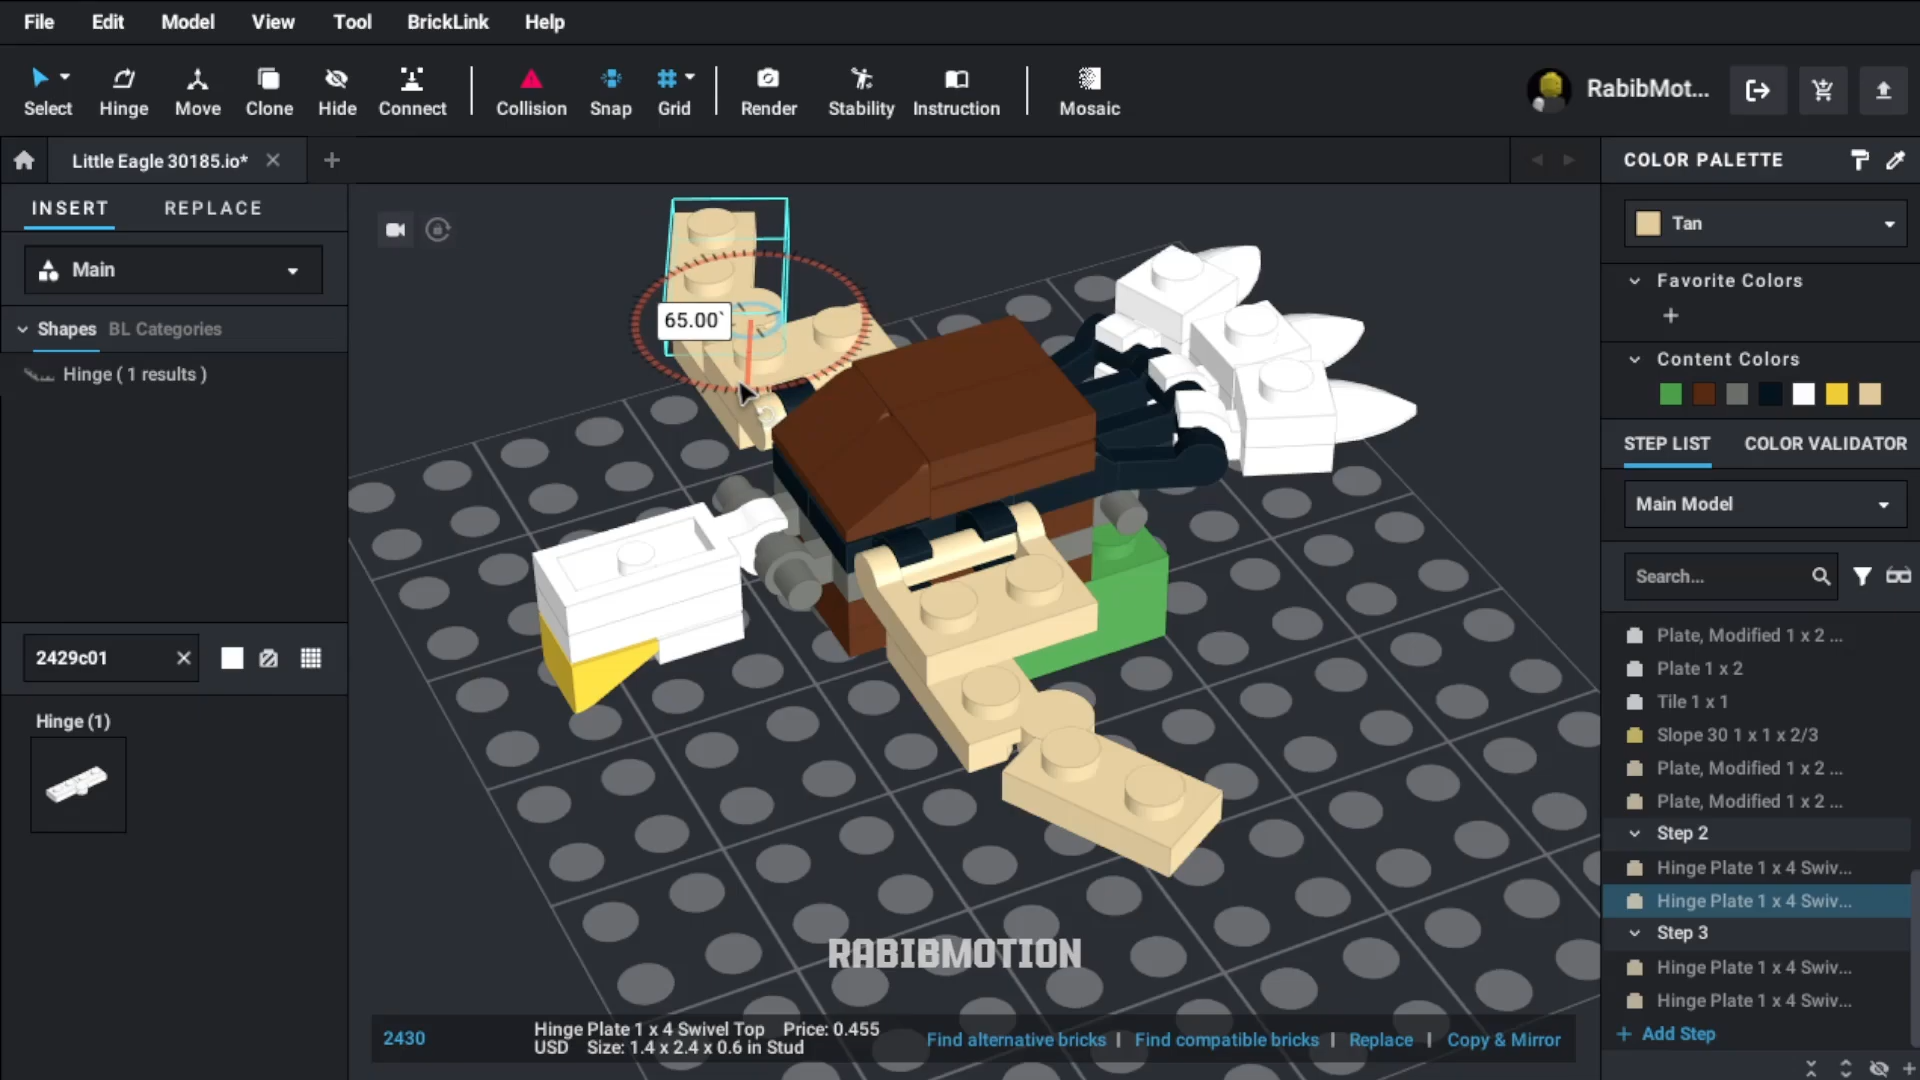 File Edit Model View Tool BrickLink Help
Select Hinge Move Clone Hide Connect Collision Snap Grid Render Stability Instruction Mosaic
RabibMot...
Little Eagle 30185.io*
INSERT REPLACE
Main
Shapes BL Categories
Hinge ( 1 results )
2429c01
Hinge (1)
65.00`
RABIBMOTION
2430
Hinge Plate 1 x 4 Swivel Top Price: 0.455
USD Size: 1.4 x 2.4 x 0.6 in Stud
Find alternative bricks | Find compatible bricks | Replace | Copy & Mirror
COLOR PALETTE
Tan
Favorite Colors
Content Colors
STEP LIST COLOR VALIDATOR
Main Model
Search...
Plate, Modified 1 x 2 ...
Plate 1 x 2
Tile 1 x 1
Slope 30 1 x 1 x 2/3
Plate, Modified 1 x 2 ...
Plate, Modified 1 x 2 ...
Step 2
Hinge Plate 1 x 4 Swiv...
Hinge Plate 1 x 4 Swiv...
Step 3
Hinge Plate 1 x 4 Swiv...
Hinge Plate 1 x 4 Swiv...
+ Add Step